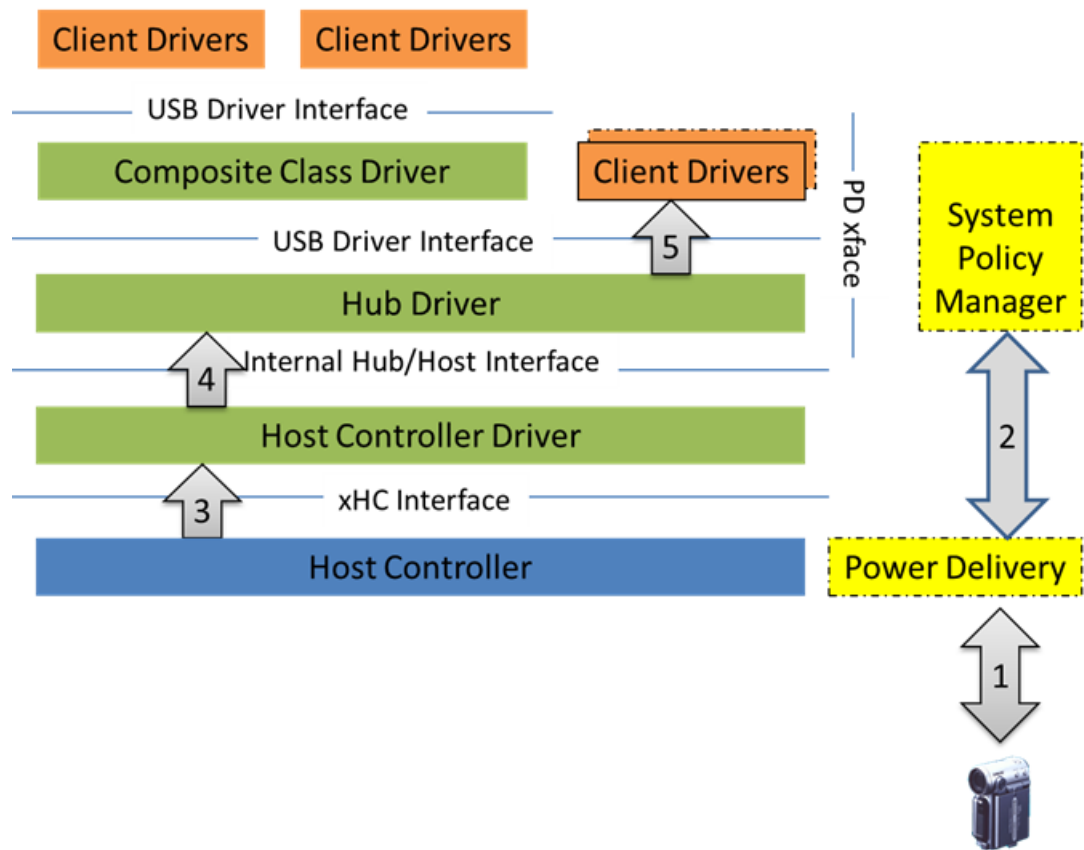 Client Drivers
Client Drivers
USB Driver Interface
Composite Class Driver
Client Drivers
PD xface
System
Policy
Manager
USB Driver Interface
5
Hub Driver
Internal Hub/Host Interface
4
Host Controller Driver
2
xHC Interface
3
Host Controller
Power Delivery
1